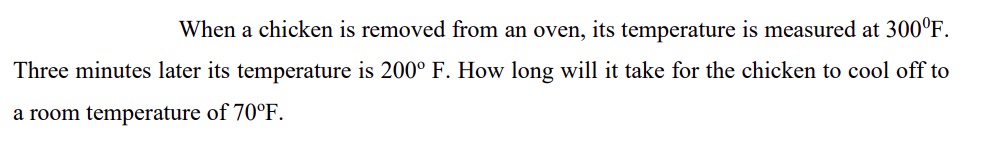 When a chicken is removed from an oven, its temperature is measured at 300⁰F.
Three minutes later its temperature is 200º F. How long will it take for the chicken to cool off to
a room temperature of 70ºF.